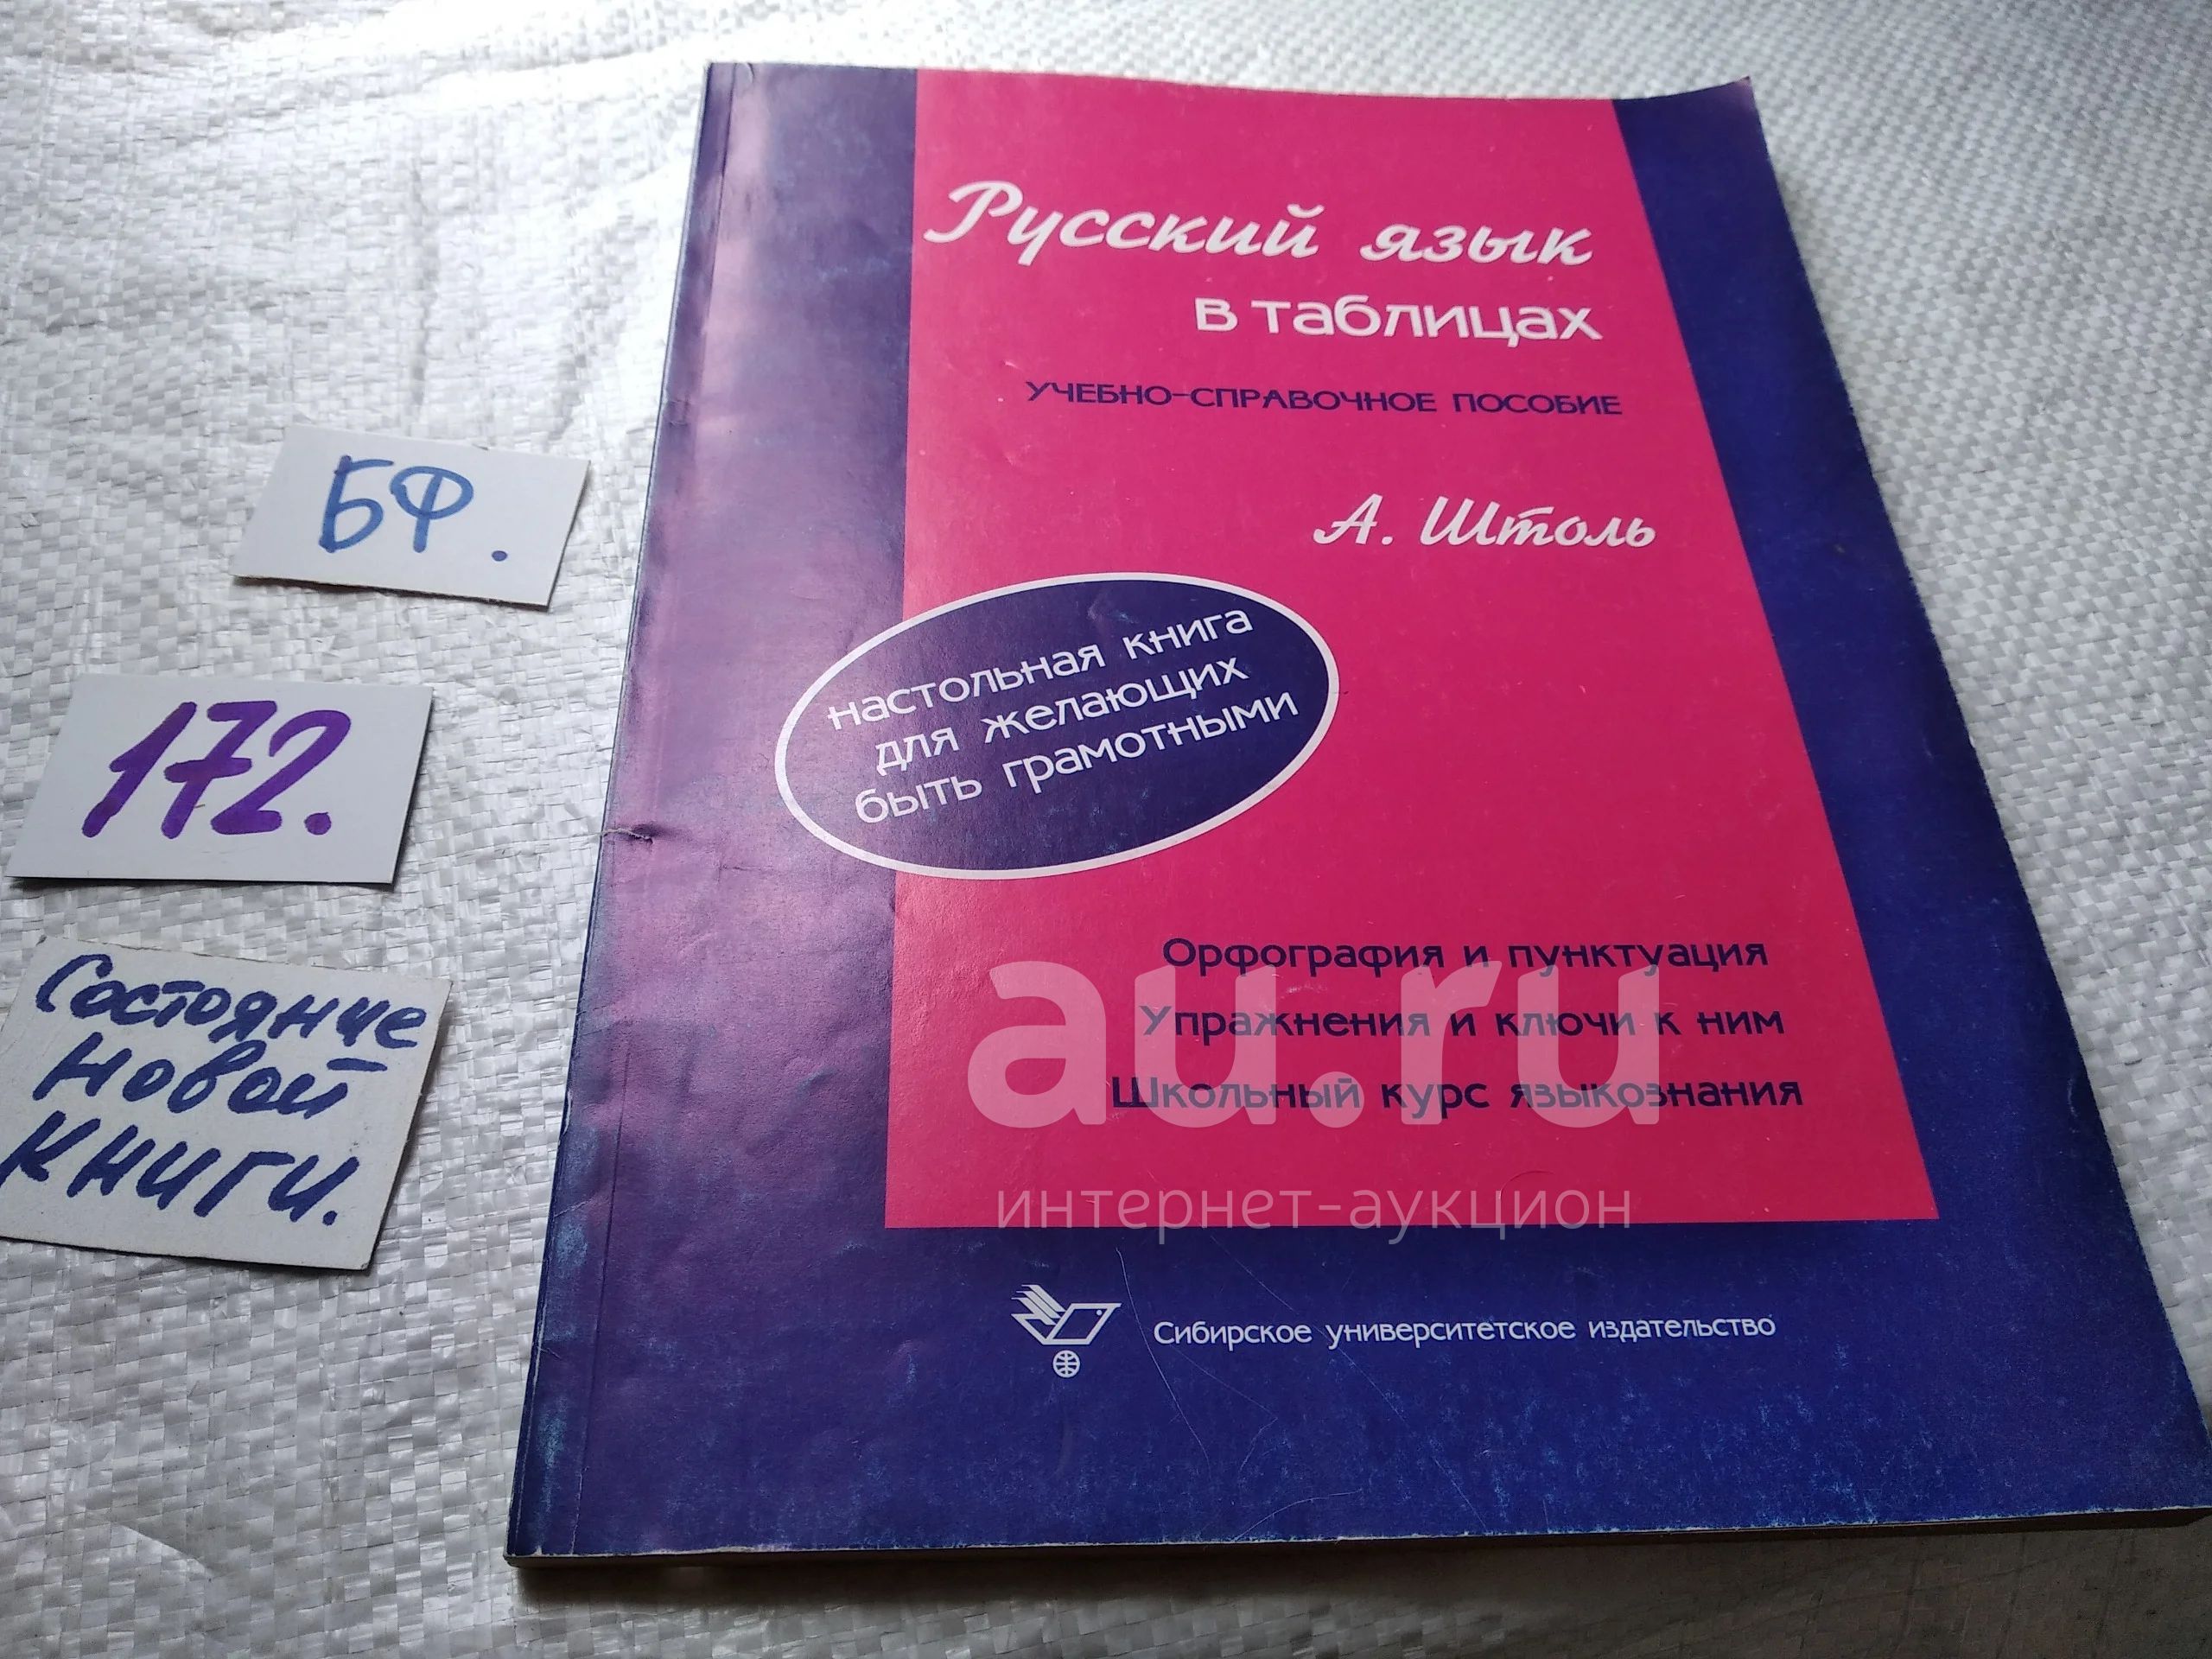 Русский язык
в таблицах
УЧЕБНО-СПРАВОЧНОЕ ПОСОБИЕ
А. Штоль
настольная книга
для желающих
быть грамотными
Орфография и пунктуация
Упражнения и ключи к ним
Школьный курс языкознания
Сибирское университетское издательство
БФ.
172.
Состояние
новой
книги.
au.ru
интернет-аукцион